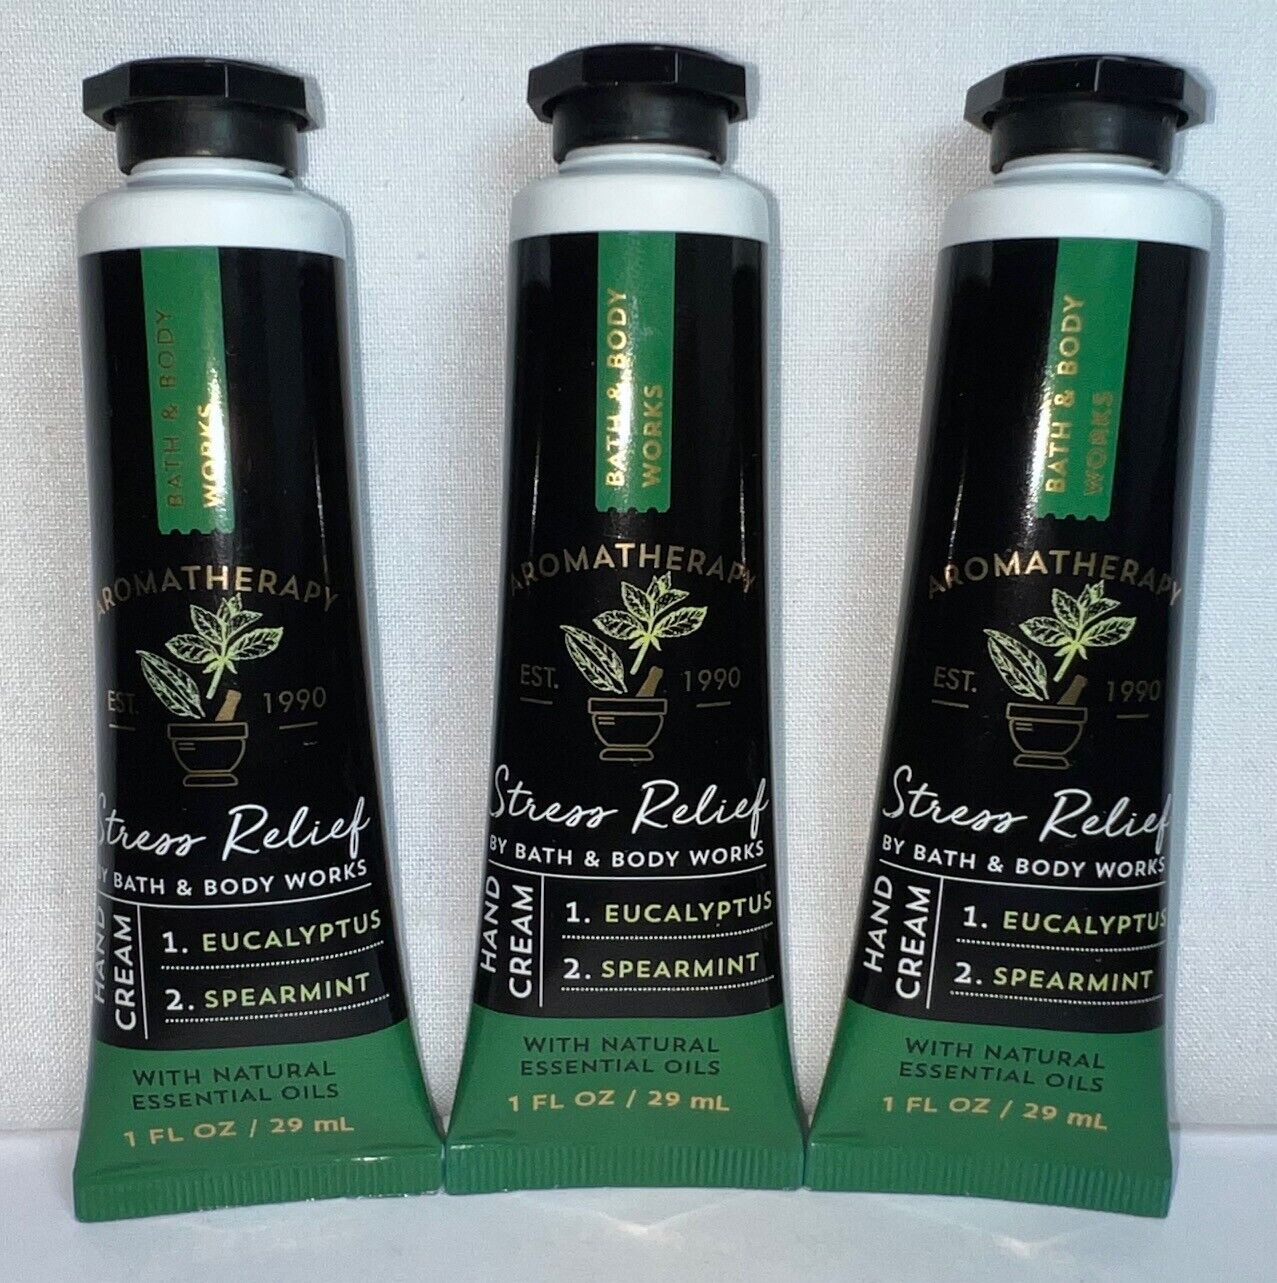 BATH & BODY
WORKS
AROMATHERAPY
EST. 1990
Stress Relief
BY BATH & BODY WORKS
HAND
CREAM
1. EUCALYPTUS
2. SPEARMINT
WITH NATURAL
ESSENTIAL OILS
1 FL OZ / 29 mL
BATH & BODY
WORKS
AROMATHERAPY
EST. 1990
Stress Relief
BY BATH & BODY WORKS
HAND
CREAM
1. EUCALYPTUS
2. SPEARMINT
WITH NATURAL
ESSENTIAL OILS
1 FL OZ / 29 mL
BATH & BODY
WORKS
AROMATHERAPY
EST. 1990
Stress Relief
BY BATH & BODY WORKS
HAND
CREAM
1. EUCALYPTUS
2. SPEARMINT
WITH NATURAL
ESSENTIAL OILS
1 FL OZ / 29 mL